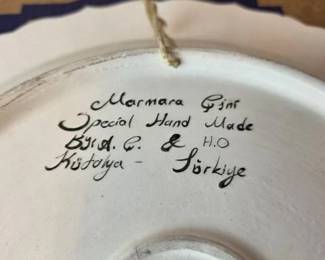 Marmara Çini
Special Hand Made
Ç. & H.O
Kütahya - Türkiye